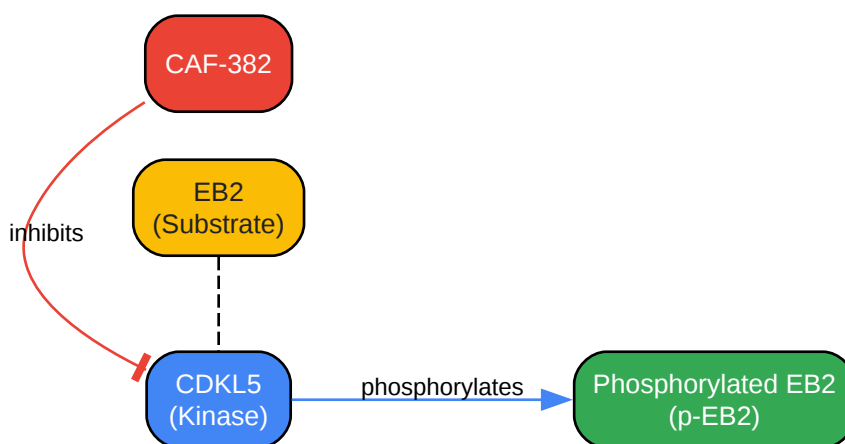 CAF-382
EB2
(Substrate)
inhibits
CDKL5
(Kinase)
phosphorylates
Phosphorylated EB2
(p-EB2)